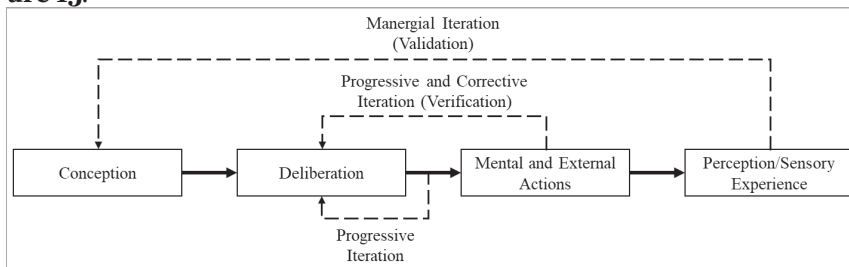 Manergial Iteration
(Validation)
Progressive and Corrective
Iteration (Verification)
Conception
Deliberation
Mental and External
Actions
Perception/Sensory
Experience
Progressive
Iteration